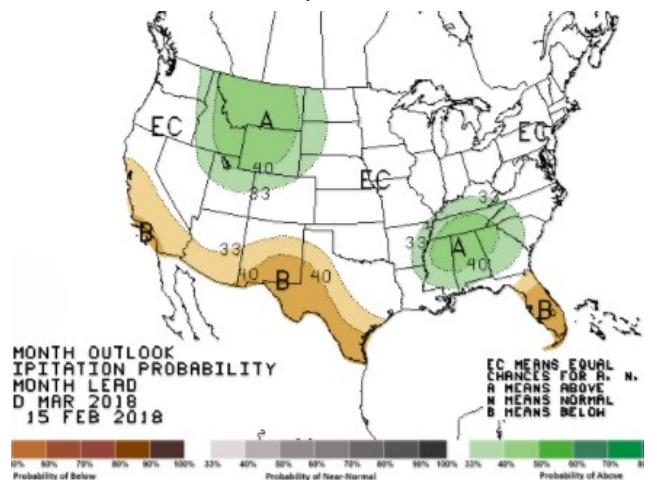 A
EC
EC
40
EC
33
33
B
33
33
A
40
40
B
40
B
MONTH OUTLOOK
IPITATION PROBABILITY
MONTH LEAD
D MAR 2018
15 FEB 2018
EC MEANS EQUAL
CHANCES FOR A, N,
A MEANS ABOVE
N MEANS NORMAL
B MEANS BELOW
60% 70% 80% 90% 100%
33% 40% 50% 60% 70% 80% 90% 100%
33% 40% 50% 60% 70% 80%
Probability of Below
Probability of Near-Normal
Probability of Above